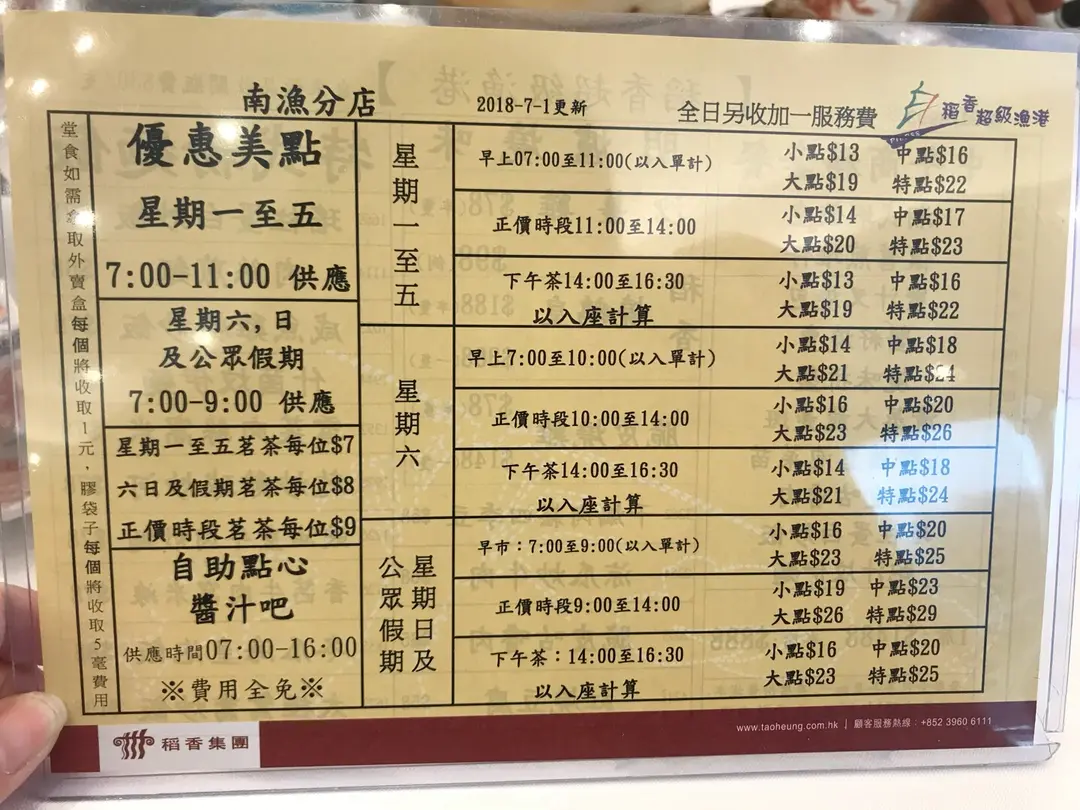 南漁分店
2018-7-1更新
全日另收加一服務費
稻香超級漁港
堂食如需拿取外賣盒每個將收取1元，膠袋子每個將收取5毫費用
優惠美點
星期一至五
7:00-11:00 供應
星期六,日
及公眾假期
7:00-9:00 供應
星期一至五茗茶每位$7
六日及假期茗茶每位$8
正價時段茗茶每位$9
自助點心
醬汁吧
供應時間07:00-16:00
※費用全免※
星期一至五
早上07:00至11:00(以入單計)
小點$13 中點$16
大點$19 特點$22
正價時段11:00至14:00
小點$14 中點$17
大點$20 特點$23
下午茶14:00至16:30
以入座計算
小點$13 中點$16
大點$19 特點$22
星期六
早上7:00至10:00(以入單計)
小點$14 中點$18
大點$21 特點$24
正價時段10:00至14:00
小點$16 中點$20
大點$23 特點$26
下午茶14:00至16:30
以入座計算
小點$14 中點$18
大點$21 特點$24
星期日及
公眾假期
早市：7:00至9:00(以入單計)
小點$16 中點$20
大點$23 特點$25
正價時段9:00至14:00
小點$19 中點$23
大點$26 特點$29
下午茶：14:00至16:30
以入座計算
小點$16 中點$20
大點$23 特點$25
稻香集團
www.taoheung.com.hk | 顧客服務熱線：+852 3960 6111